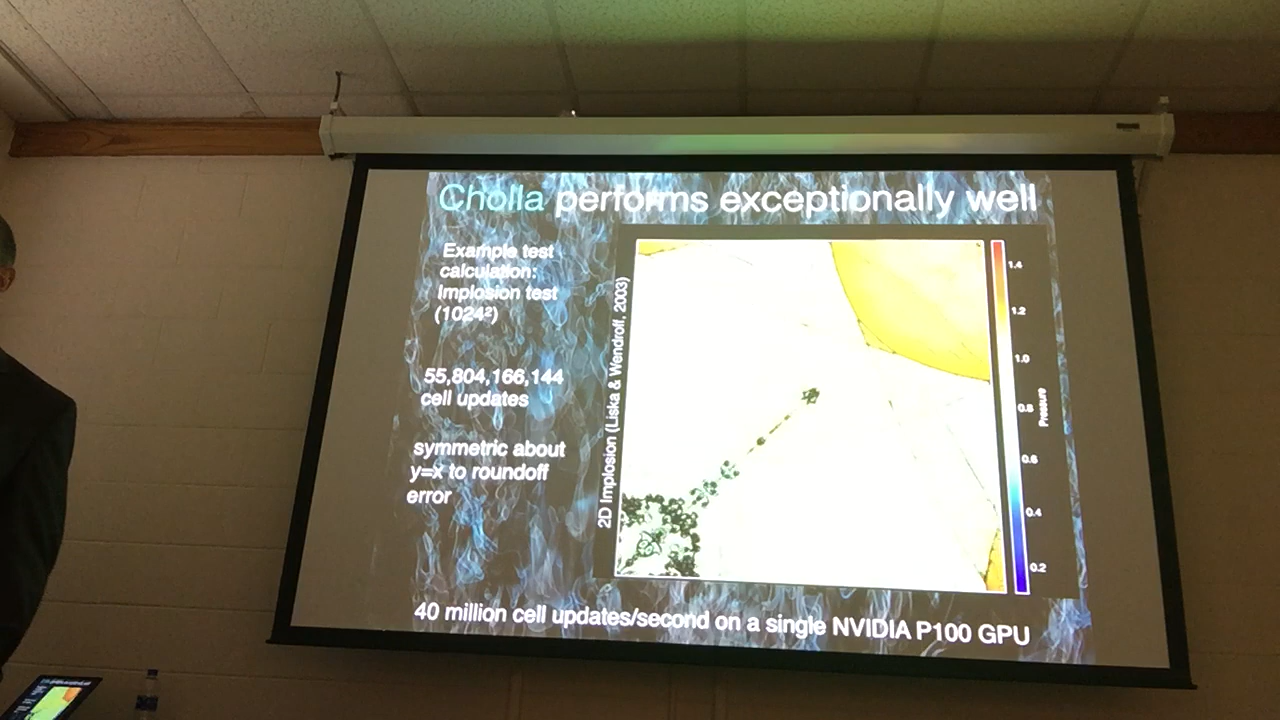 Cholla performs exceptionally well
Example test
calculation:
Implosion test
(1024²)
55,804,166,144
cell updates
symmetric about
y=x to roundoff
error
2D Implosion (Liska & Wendroff, 2003)
1.4
1.2
1.0
0.8
0.6
0.4
0.2
Pressure
40 million cell updates/second on a single NVIDIA P100 GPU